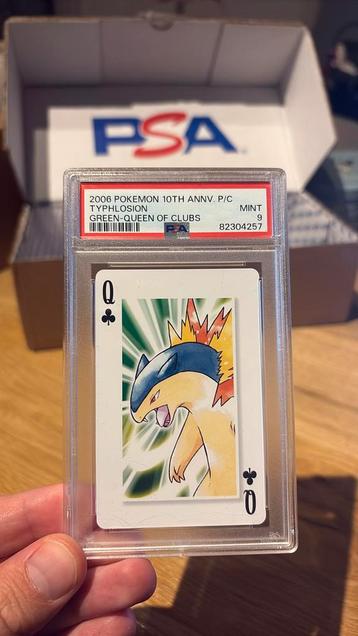 PSA
2006 POKEMON 10TH ANNV. P/C
TYPHLOSION MINT
GREEN-QUEEN OF CLUBS 9
PSA 82304257
Q
Q